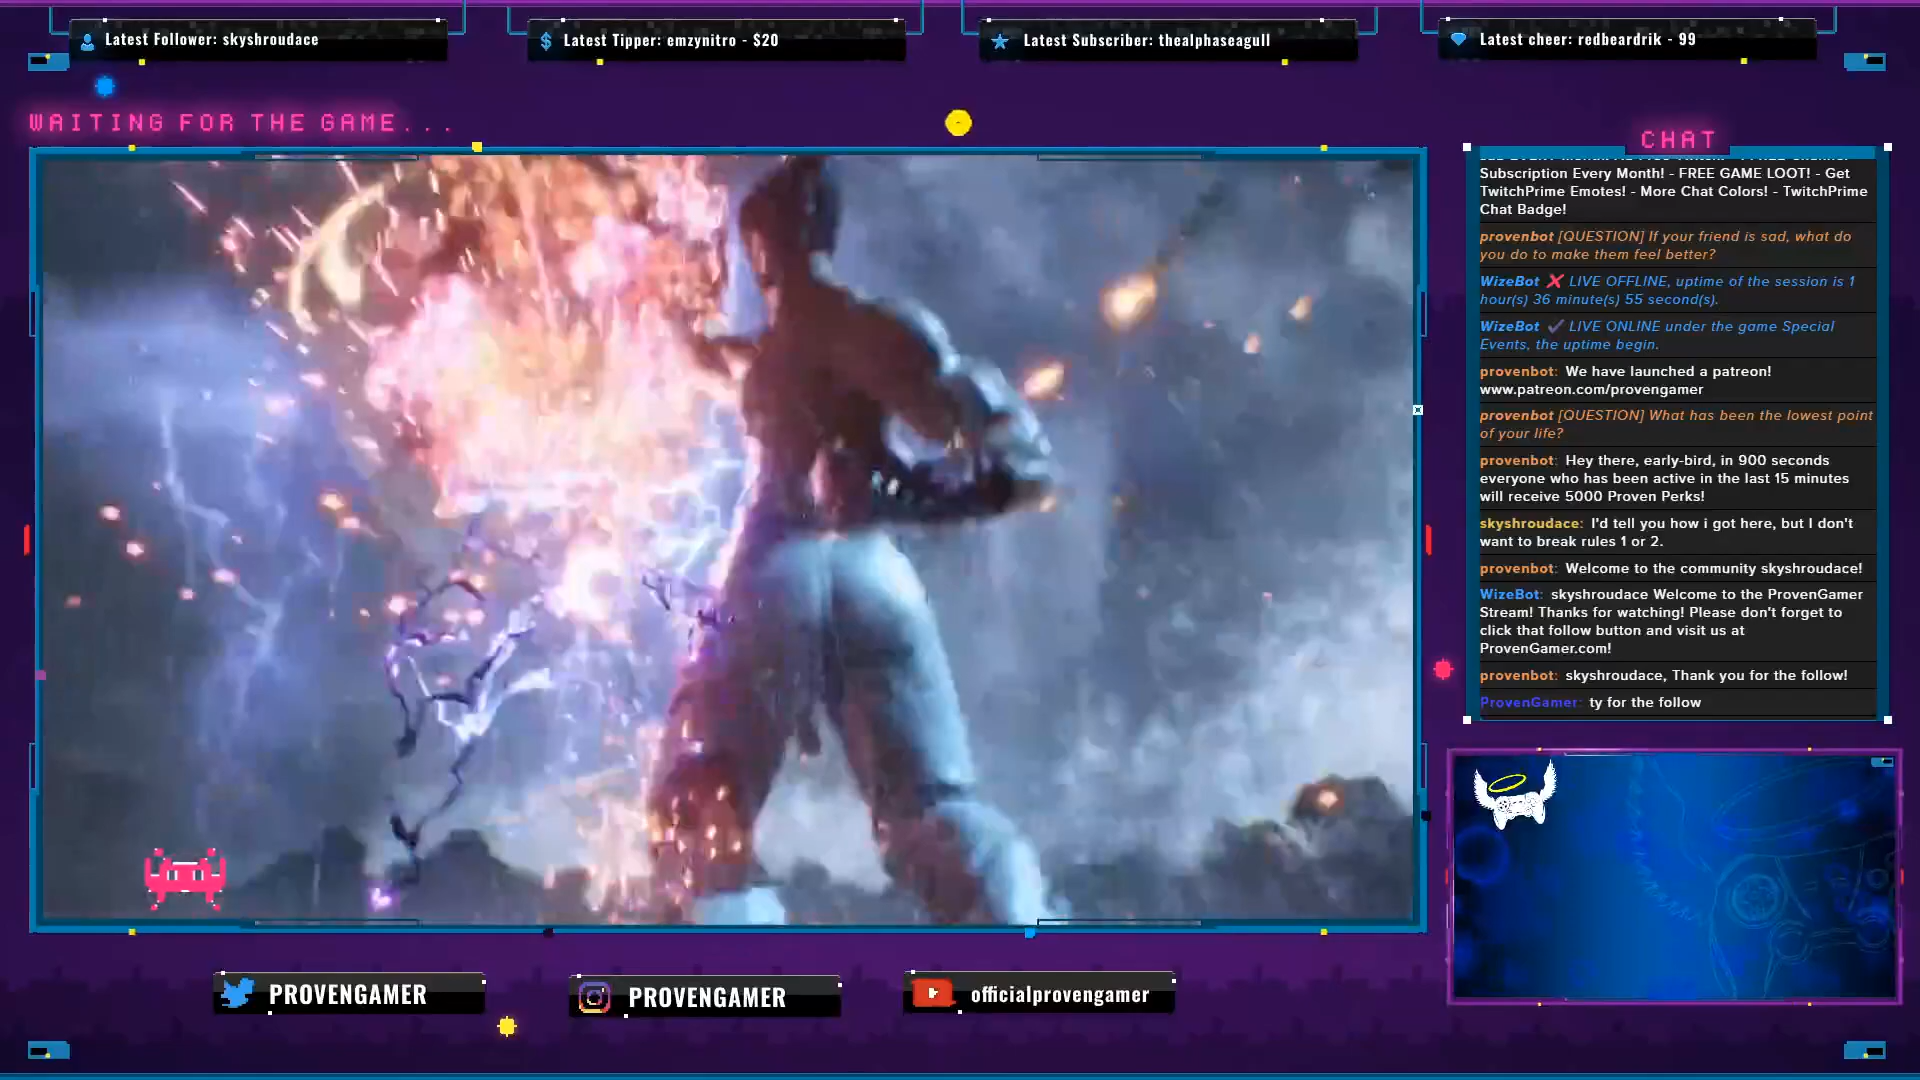 Latest Follower: skyshroudace
Latest Tipper: emzynitro - $20
Latest Subscriber: thealphaseagull
Latest cheer: redbeardrik - 99
WAITING FOR THE GAME...
CHAT
Subscription Every Month! - FREE GAME LOOT! - Get
TwitchPrime Emotes! - More Chat Colors! - TwitchPrime
Chat Badge!
provenbot [QUESTION] If your friend is sad, what do
you do to make them feel better?
WizeBot ❌ LIVE OFFLINE, uptime of the session is 1
hour(s) 36 minute(s) 55 second(s).
WizeBot ✔ LIVE ONLINE under the game Special
Events, the uptime begin.
provenbot: We have launched a patreon!
www.patreon.com/provengamer
provenbot [QUESTION] What has been the lowest point
of your life?
provenbot: Hey there, early-bird, in 900 seconds
everyone who has been active in the last 15 minutes
will receive 5000 Proven Perks!
skyshroudace: I'd tell you how i got here, but I don't
want to break rules 1 or 2.
provenbot: Welcome to the community skyshroudace!
WizeBot: skyshroudace Welcome to the ProvenGamer
Stream! Thanks for watching! Please don't forget to
click that follow button and visit us at
ProvenGamer.com!
provenbot: skyshroudace, Thank you for the follow!
ProvenGamer: ty for the follow
PROVENGAMER
PROVENGAMER
officialprovengamer